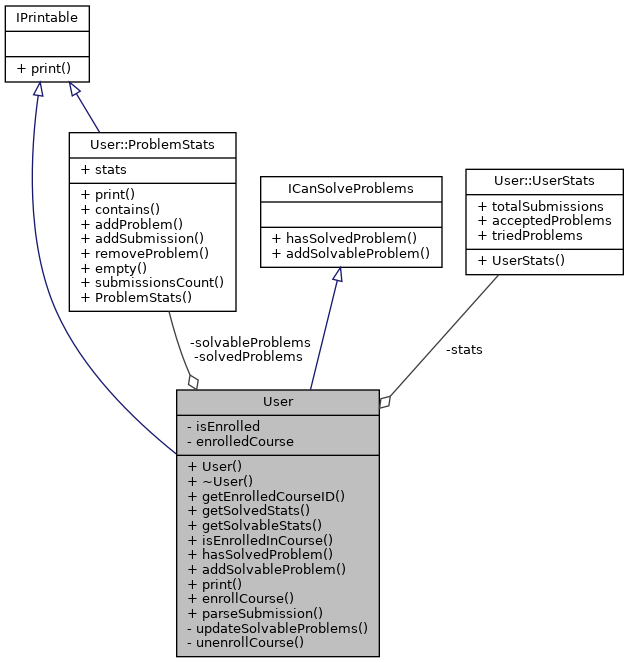 IPrintable
+ print()
User::ProblemStats
+ stats
+ print()
+ contains()
+ addProblem()
+ addSubmission()
+ removeProblem()
+ empty()
+ submissionsCount()
+ ProblemStats()
ICanSolveProblems
+ hasSolvedProblem()
+ addSolvableProblem()
User::UserStats
+ totalSubmissions
+ acceptedProblems
+ triedProblems
+ UserStats()
-solvableProblems
-solvedProblems
-stats
User
- isEnrolled
- enrolledCourse
+ User()
+ ~User()
+ getEnrolledCourseID()
+ getSolvedStats()
+ getSolvableStats()
+ isEnrolledInCourse()
+ hasSolvedProblem()
+ addSolvableProblem()
+ print()
+ enrollCourse()
+ parseSubmission()
- updateSolvableProblems()
- unenrollCourse()